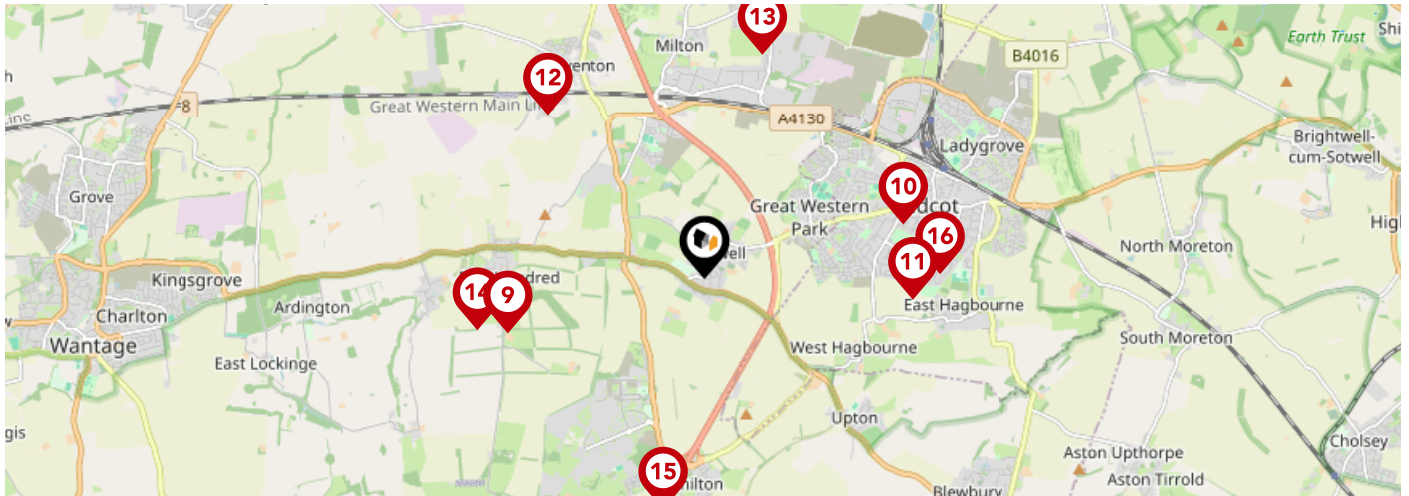 13
Milton
Earth Trust
B4016
12
Great Western Main
A4130
Ladygrove
Brightwell-
cum-Sotwell
Grove
10
Great Western
Park
16
North Moreton
11
Kingsgrove
14
9
East Hagbourne
Ardington
Charlton
Wantage
South Moreton
West Hagbourne
East Lockinge
Upton
Cholsey
Aston Upthorpe
15
Aston Tirrold
Blewbury